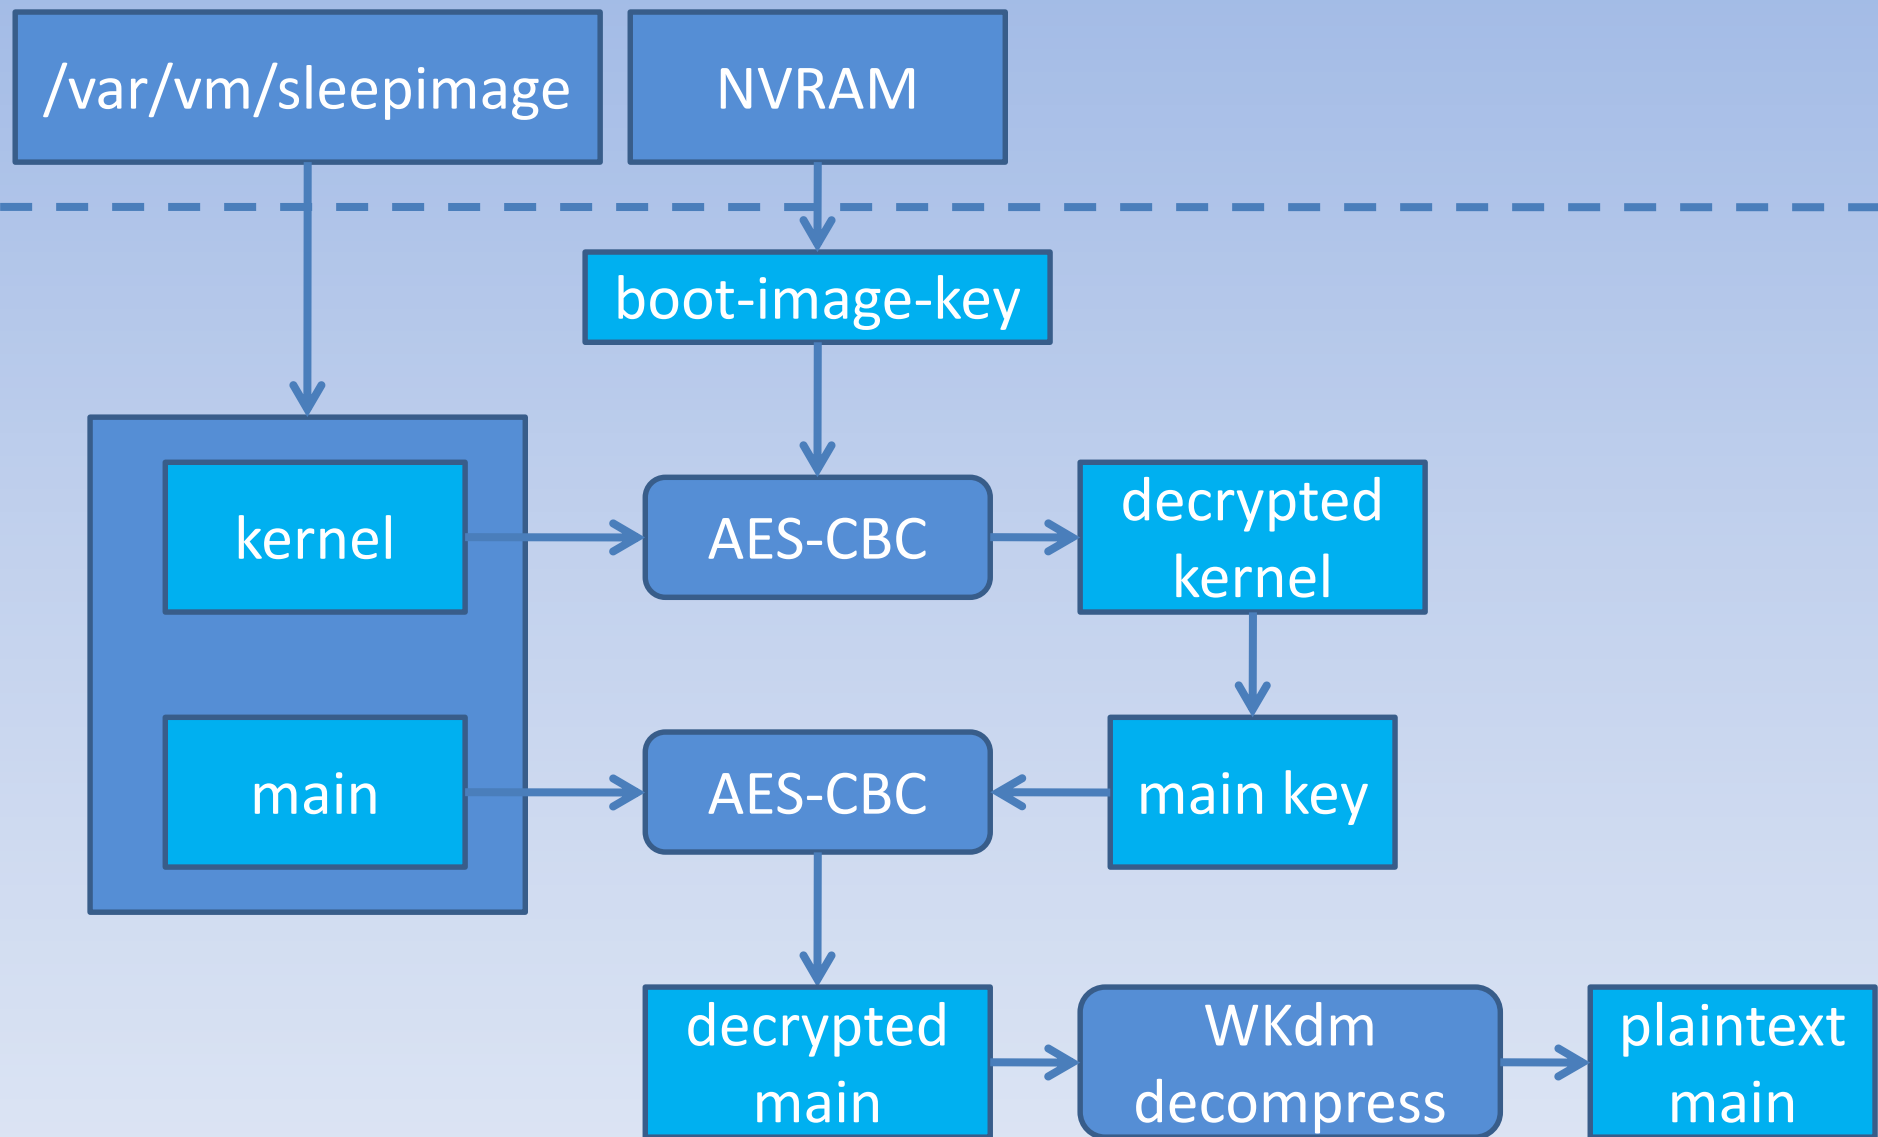 /var/vm/sleepimage
NVRAM
boot-image-key
kernel
AES-CBC
decrypted
kernel
main
AES-CBC
main key
decrypted
main
WKdm
decompress
plaintext
main